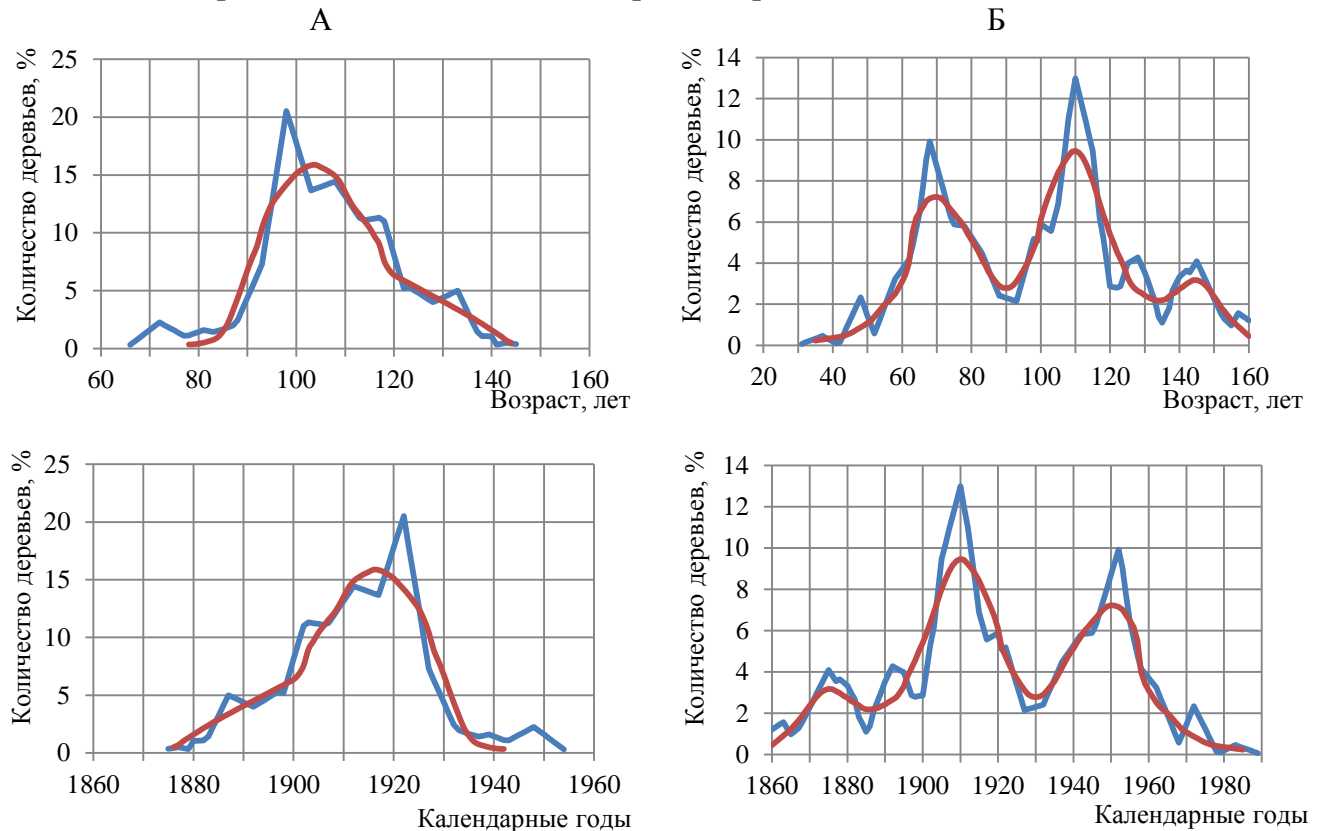 А
Б
Количество деревьев, %
25
20
15
10
5
0
60 80 100 120 140 160
Возраст, лет
Количество деревьев, %
14
12
10
8
6
4
2
0
20 40 60 80 100 120 140 160
Возраст, лет
Количество деревьев, %
25
20
15
10
5
0
1860 1880 1900 1920 1940 1960
Календарные годы
Количество деревьев, %
14
12
10
8
6
4
2
0
1860 1880 1900 1920 1940 1960 1980
Календарные годы